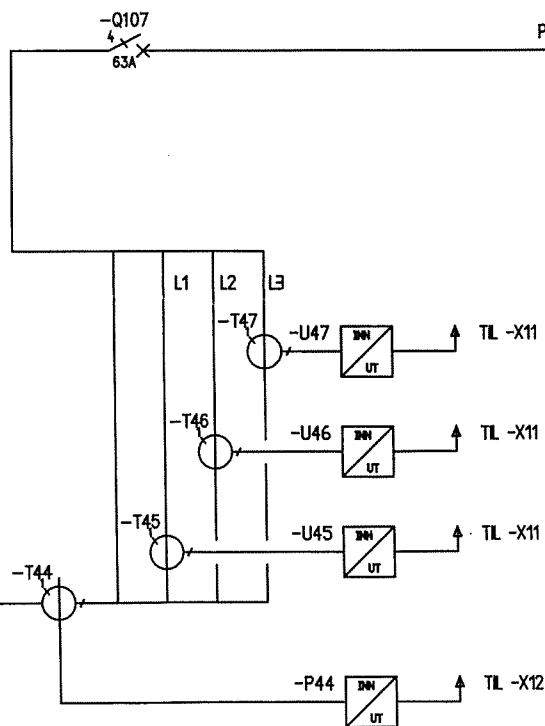 -Q107
4
63A
P
L1
L2
L3
-T47
-U47
INN
UT
TIL -X11
-T46
-U46
INN
UT
TIL -X11
-T45
-U45
INN
UT
TIL -X11
-T44
-P44
INN
UT
TIL -X12